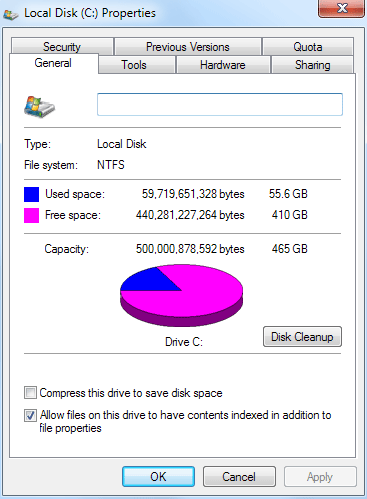 Local Disk (C:) Properties
Security Previous Versions Quota
General Tools Hardware Sharing
Type: Local Disk
File system: NTFS
Used space: 59,719,651,328 bytes 55.6 GB
Free space: 440,281,227,264 bytes 410 GB
Capacity: 500,000,878,592 bytes 465 GB
Drive C:
Disk Cleanup
Compress this drive to save disk space
Allow files on this drive to have contents indexed in addition to
file properties
OK Cancel Apply